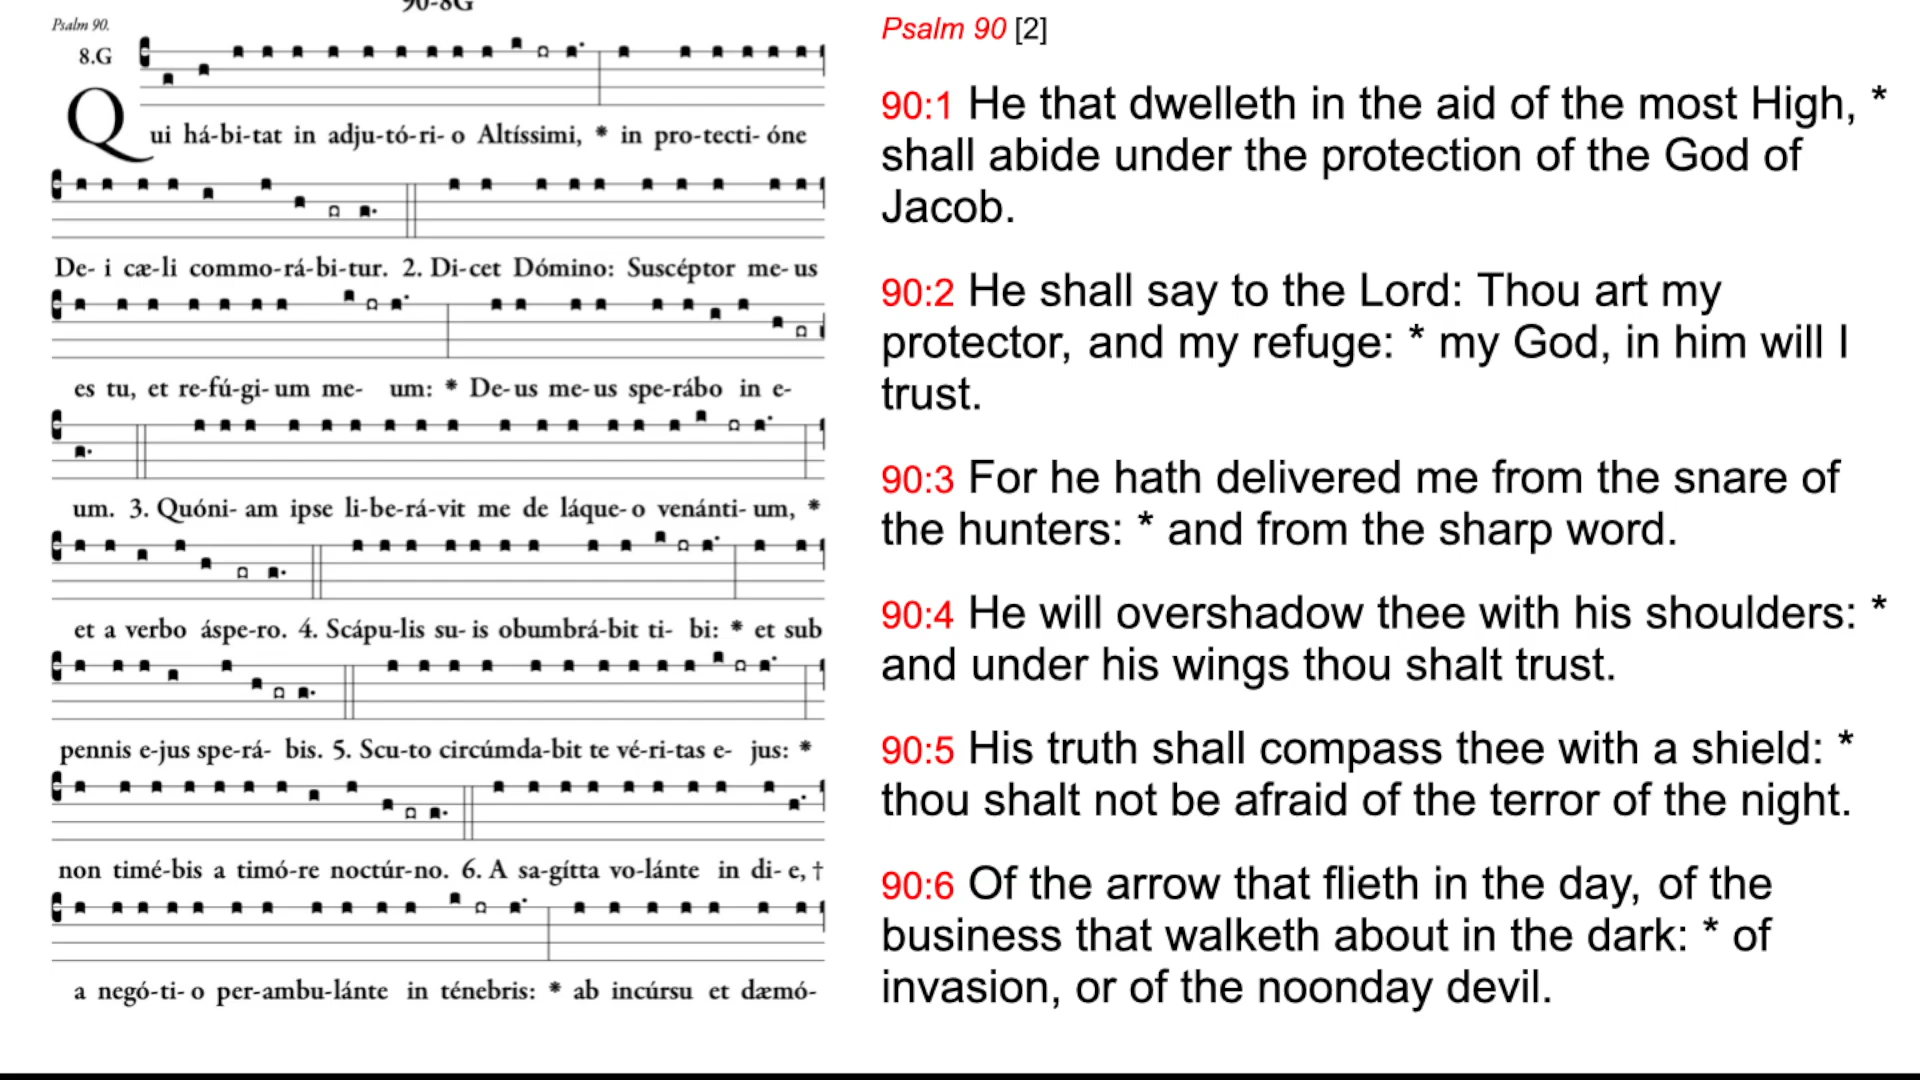 90-8G
Psalm 90.
8.G
Qui há-bi-tat in adju-tó-ri- o Altíssimi, * in pro-tecti- óne
De- i cæ-li commo-rá-bi-tur. 2. Di-cet Dómino: Suscéptor me- us
es tu, et re-fú-gi- um me- um: * De- us me- us spe-rábo in e-
um. 3. Quóni- am ipse li-be-rá-vit me de láque- o venánti- um, *
et a verbo áspe-ro. 4. Scápu-lis su- is obumbrá-bit ti- bi: * et sub
pennis e-jus spe-rá- bis. 5. Scu-to circúmda-bit te vé-ri-tas e- jus: *
non timé-bis a timó-re noctúr-no. 6. A sa-gítta vo-lánte in di- e, †
a negó-ti- o per-ambu-lánte in ténebris: * ab incúrsu et dæmó-
Psalm 90 [2]
90:1 He that dwelleth in the aid of the most High, *
shall abide under the protection of the God of
Jacob.
90:2 He shall say to the Lord: Thou art my
protector, and my refuge: * my God, in him will I
trust.
90:3 For he hath delivered me from the snare of
the hunters: * and from the sharp word.
90:4 He will overshadow thee with his shoulders: *
and under his wings thou shalt trust.
90:5 His truth shall compass thee with a shield: *
thou shalt not be afraid of the terror of the night.
90:6 Of the arrow that flieth in the day, of the
business that walketh about in the dark: * of
invasion, or of the noonday devil.